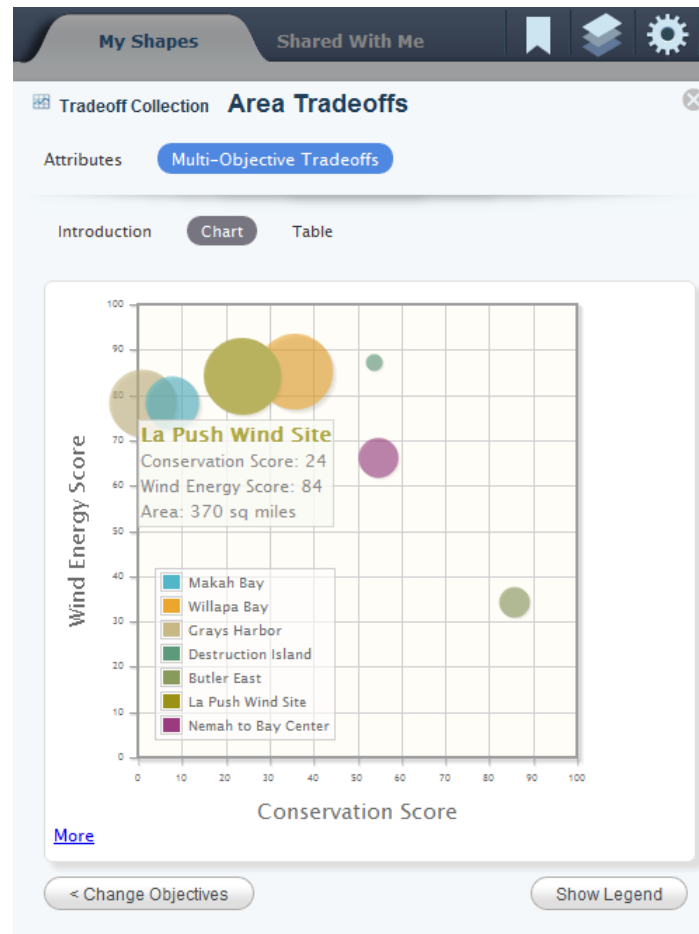 My Shapes Shared With Me
Tradeoff Collection Area Tradeoffs
Attributes Multi-Objective Tradeoffs
Introduction Chart Table
100
90
80
70
60
50
40
30
20
10
0
Wind Energy Score
La Push Wind Site
Conservation Score: 24
Wind Energy Score: 84
Area: 370 sq miles
Makah Bay
Willapa Bay
Grays Harbor
Destruction Island
Butler East
La Push Wind Site
Nemah to Bay Center
0 10 20 30 40 50 60 70 80 90 100
Conservation Score
More
< Change Objectives Show Legend